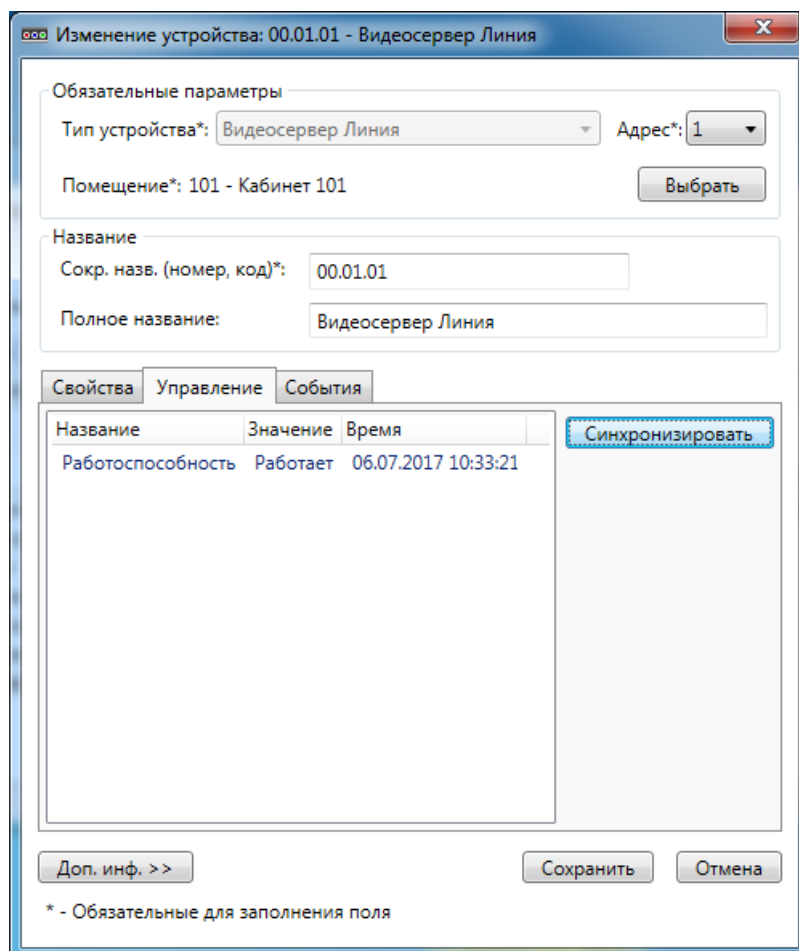 Изменение устройства: 00.01.01 - Видеосервер Линия
Обязательные параметры
Тип устройства*: Видеосервер Линия Адрес*: 1
Помещение*: 101 - Кабинет 101 Выбрать
Название
Сокр. назв. (номер, код)*: 00.01.01
Полное название: Видеосервер Линия
Свойства Управление События
Название Значение Время Синхронизировать
Работоспособность Работает 06.07.2017 10:33:21
Доп. инф. >> Сохранить Отмена
* - Обязательные для заполнения поля